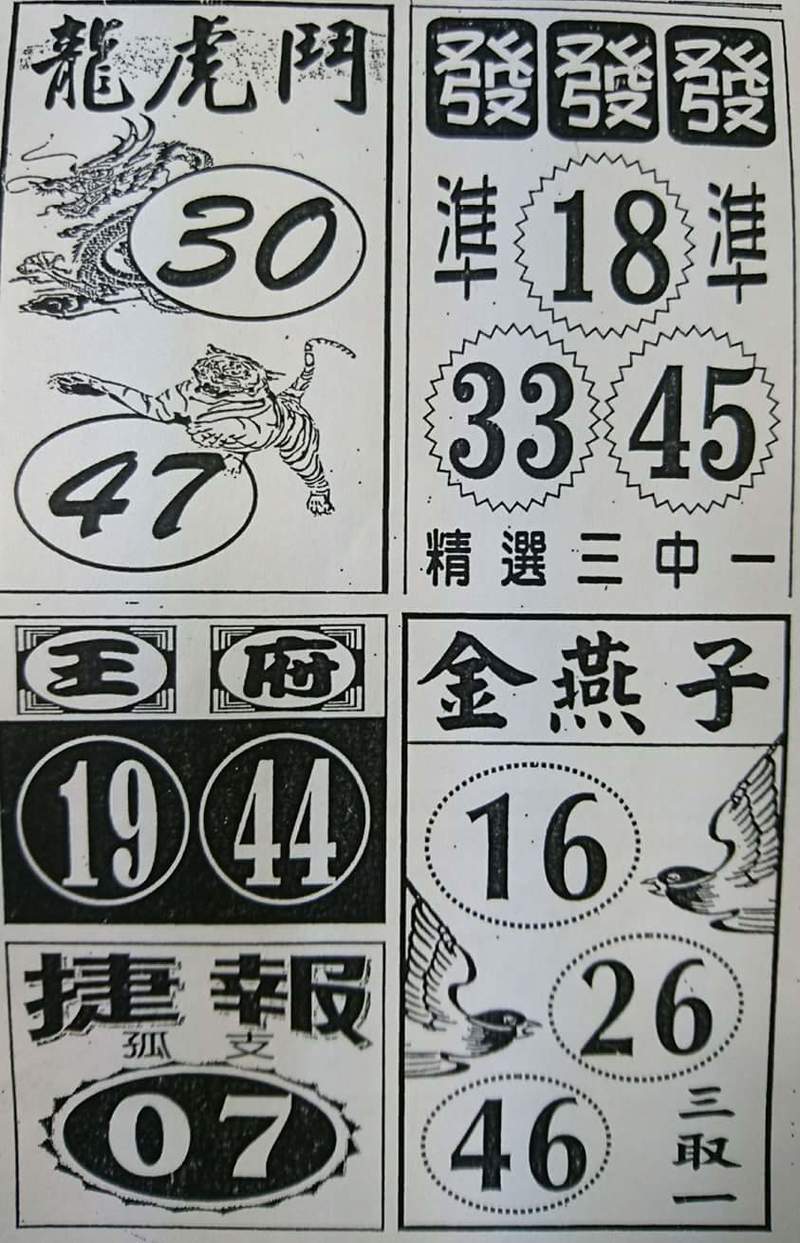 龍虎鬥
30
47
發發發
準 18 準
33 45
精選三中一
王府
19 44
捷報
孤支
07
金燕子
16
26
46
三取一